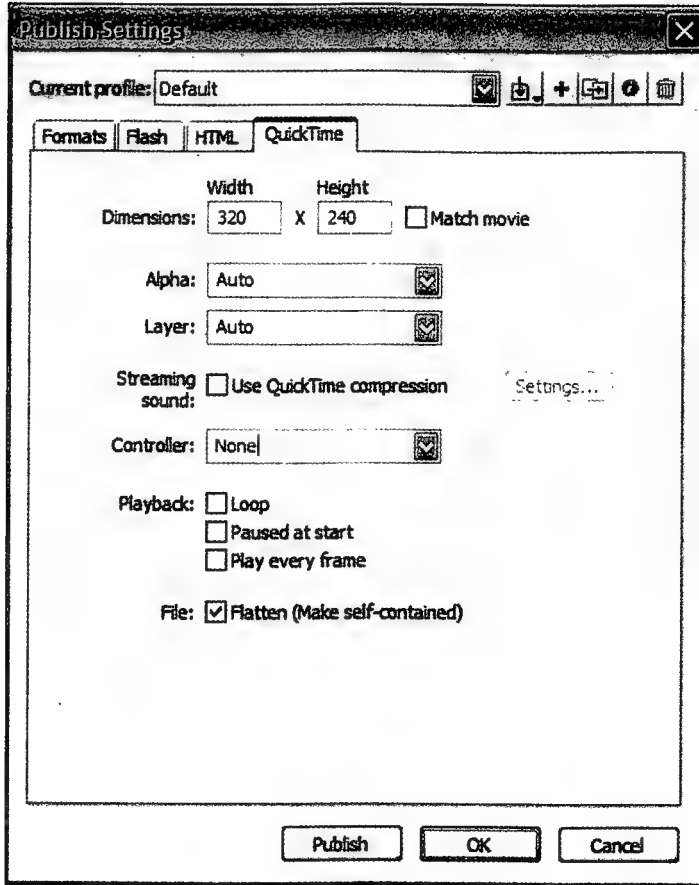 Publish Settings
Current profile: Default
Formats Flash HTML QuickTime
Width Height
Dimensions: 320 X 240 Match movie
Alpha: Auto
Layer: Auto
Streaming sound: Use QuickTime compression Settings...
Controller: None
Playback: Loop
Paused at start
Play every frame
File: Flatten (Make self-contained)
Publish OK Cancel